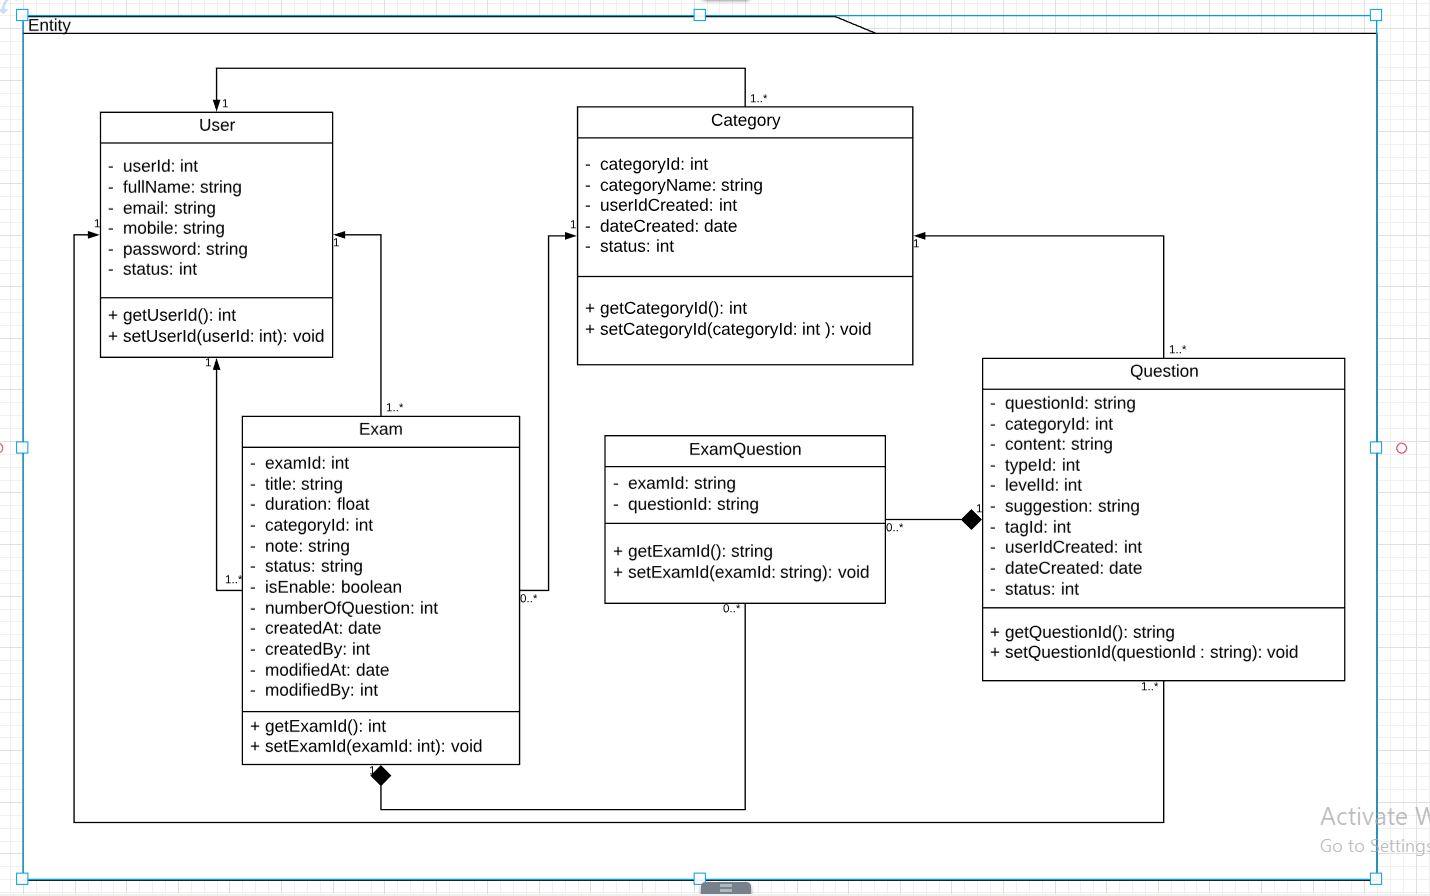 Entity
1
1..*
User
- userId: int
- fullName: string
- email: string
- mobile: string
- password: string
- status: int
+ getUserId(): int
+ setUserId(userId: int): void
1
1
1
Category
- categoryId: int
- categoryName: string
- userIdCreated: int
- dateCreated: date
- status: int
+ getCategoryId(): int
+ setCategoryId(categoryId: int ): void
1
1
1..*
Exam
- examId: int
- title: string
- duration: float
- categoryId: int
- note: string
- status: string
- isEnable: boolean
- numberOfQuestion: int
- createdAt: date
- createdBy: int
- modifiedAt: date
- modifiedBy: int
+ getExamId(): int
+ setExamId(examId: int): void
1..*
0..*
1
ExamQuestion
- examId: string
- questionId: string
+ getExamId(): string
+ setExamId(examId: string): void
0..*
0..*
1
1..*
Question
- questionId: string
- categoryId: int
- content: string
- typeId: int
- levelId: int
- suggestion: string
- tagId: int
- userIdCreated: int
- dateCreated: date
- status: int
+ getQuestionId(): string
+ setQuestionId(questionId : string): void
1..*
Activate W
Go to Settings